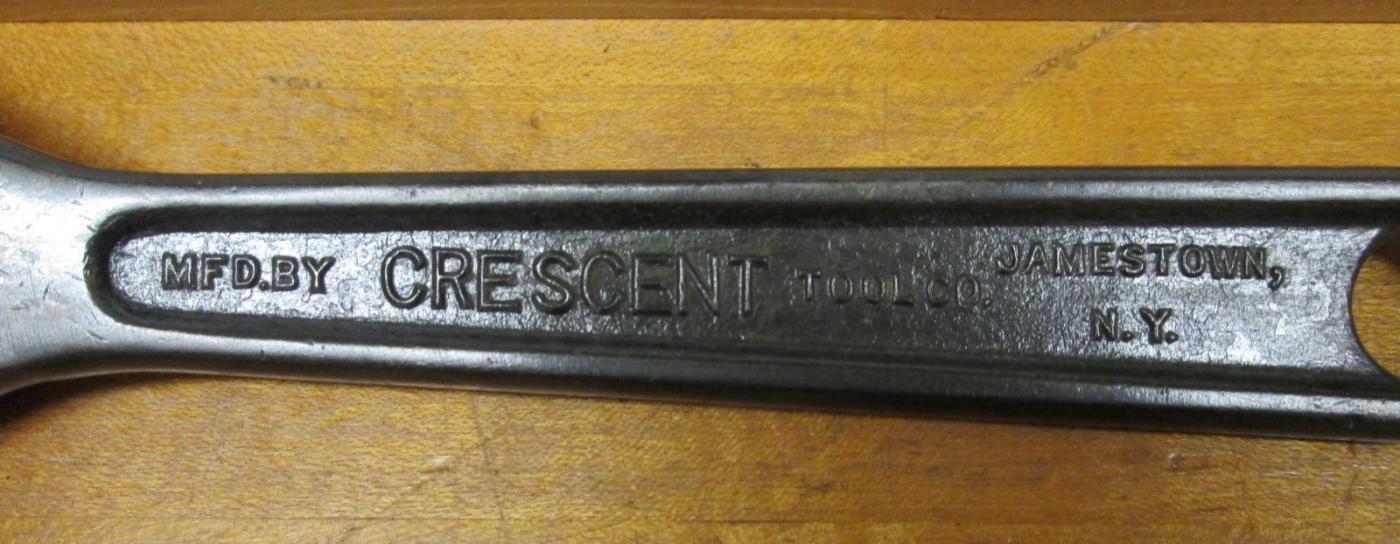 MFD.BY CRESCENT TOOL CO. JAMESTOWN,
N.Y.